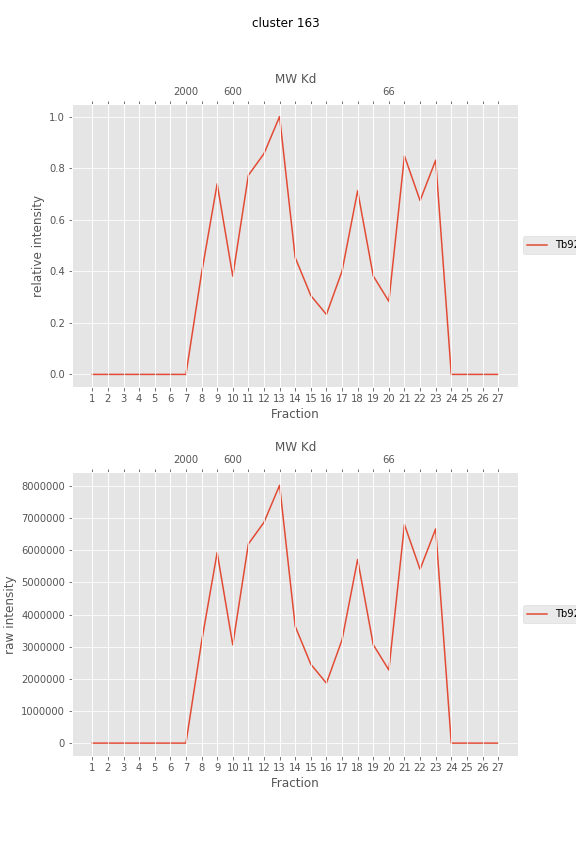 cluster 163
MW Kd
2000 600 66
1.0
0.8
0.6
0.4
0.2
0.0
relative intensity
Tb92
1 2 3 4 5 6 7 8 9 10 11 12 13 14 15 16 17 18 19 20 21 22 23 24 25 26 27
Fraction
MW Kd
2000 600 66
8000000
7000000
6000000
5000000
4000000
3000000
2000000
1000000
0
raw intensity
Tb92
1 2 3 4 5 6 7 8 9 10 11 12 13 14 15 16 17 18 19 20 21 22 23 24 25 26 27
Fraction